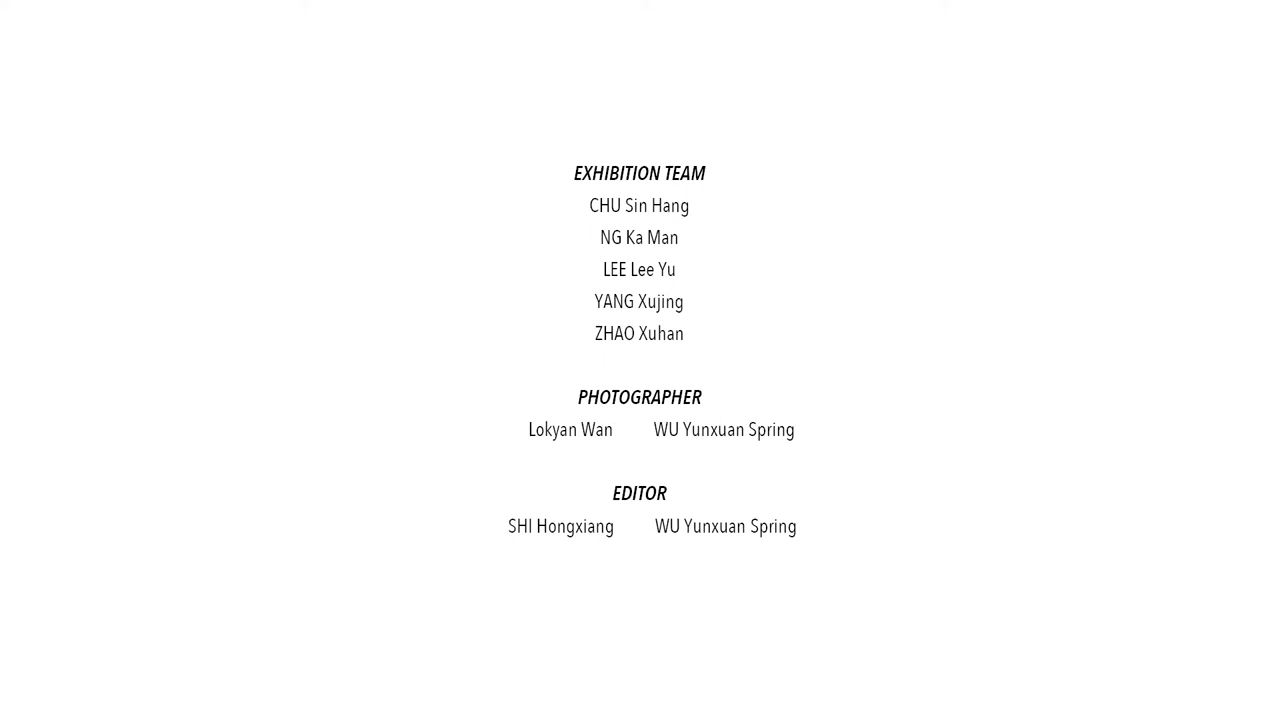 EXHIBITION TEAM
CHU Sin Hang
NG Ka Man
LEE Lee Yu
YANG Xujing
ZHAO Xuhan
PHOTOGRAPHER
Lokyan Wan WU Yunxuan Spring
EDITOR
SHI Hongxiang WU Yunxuan Spring